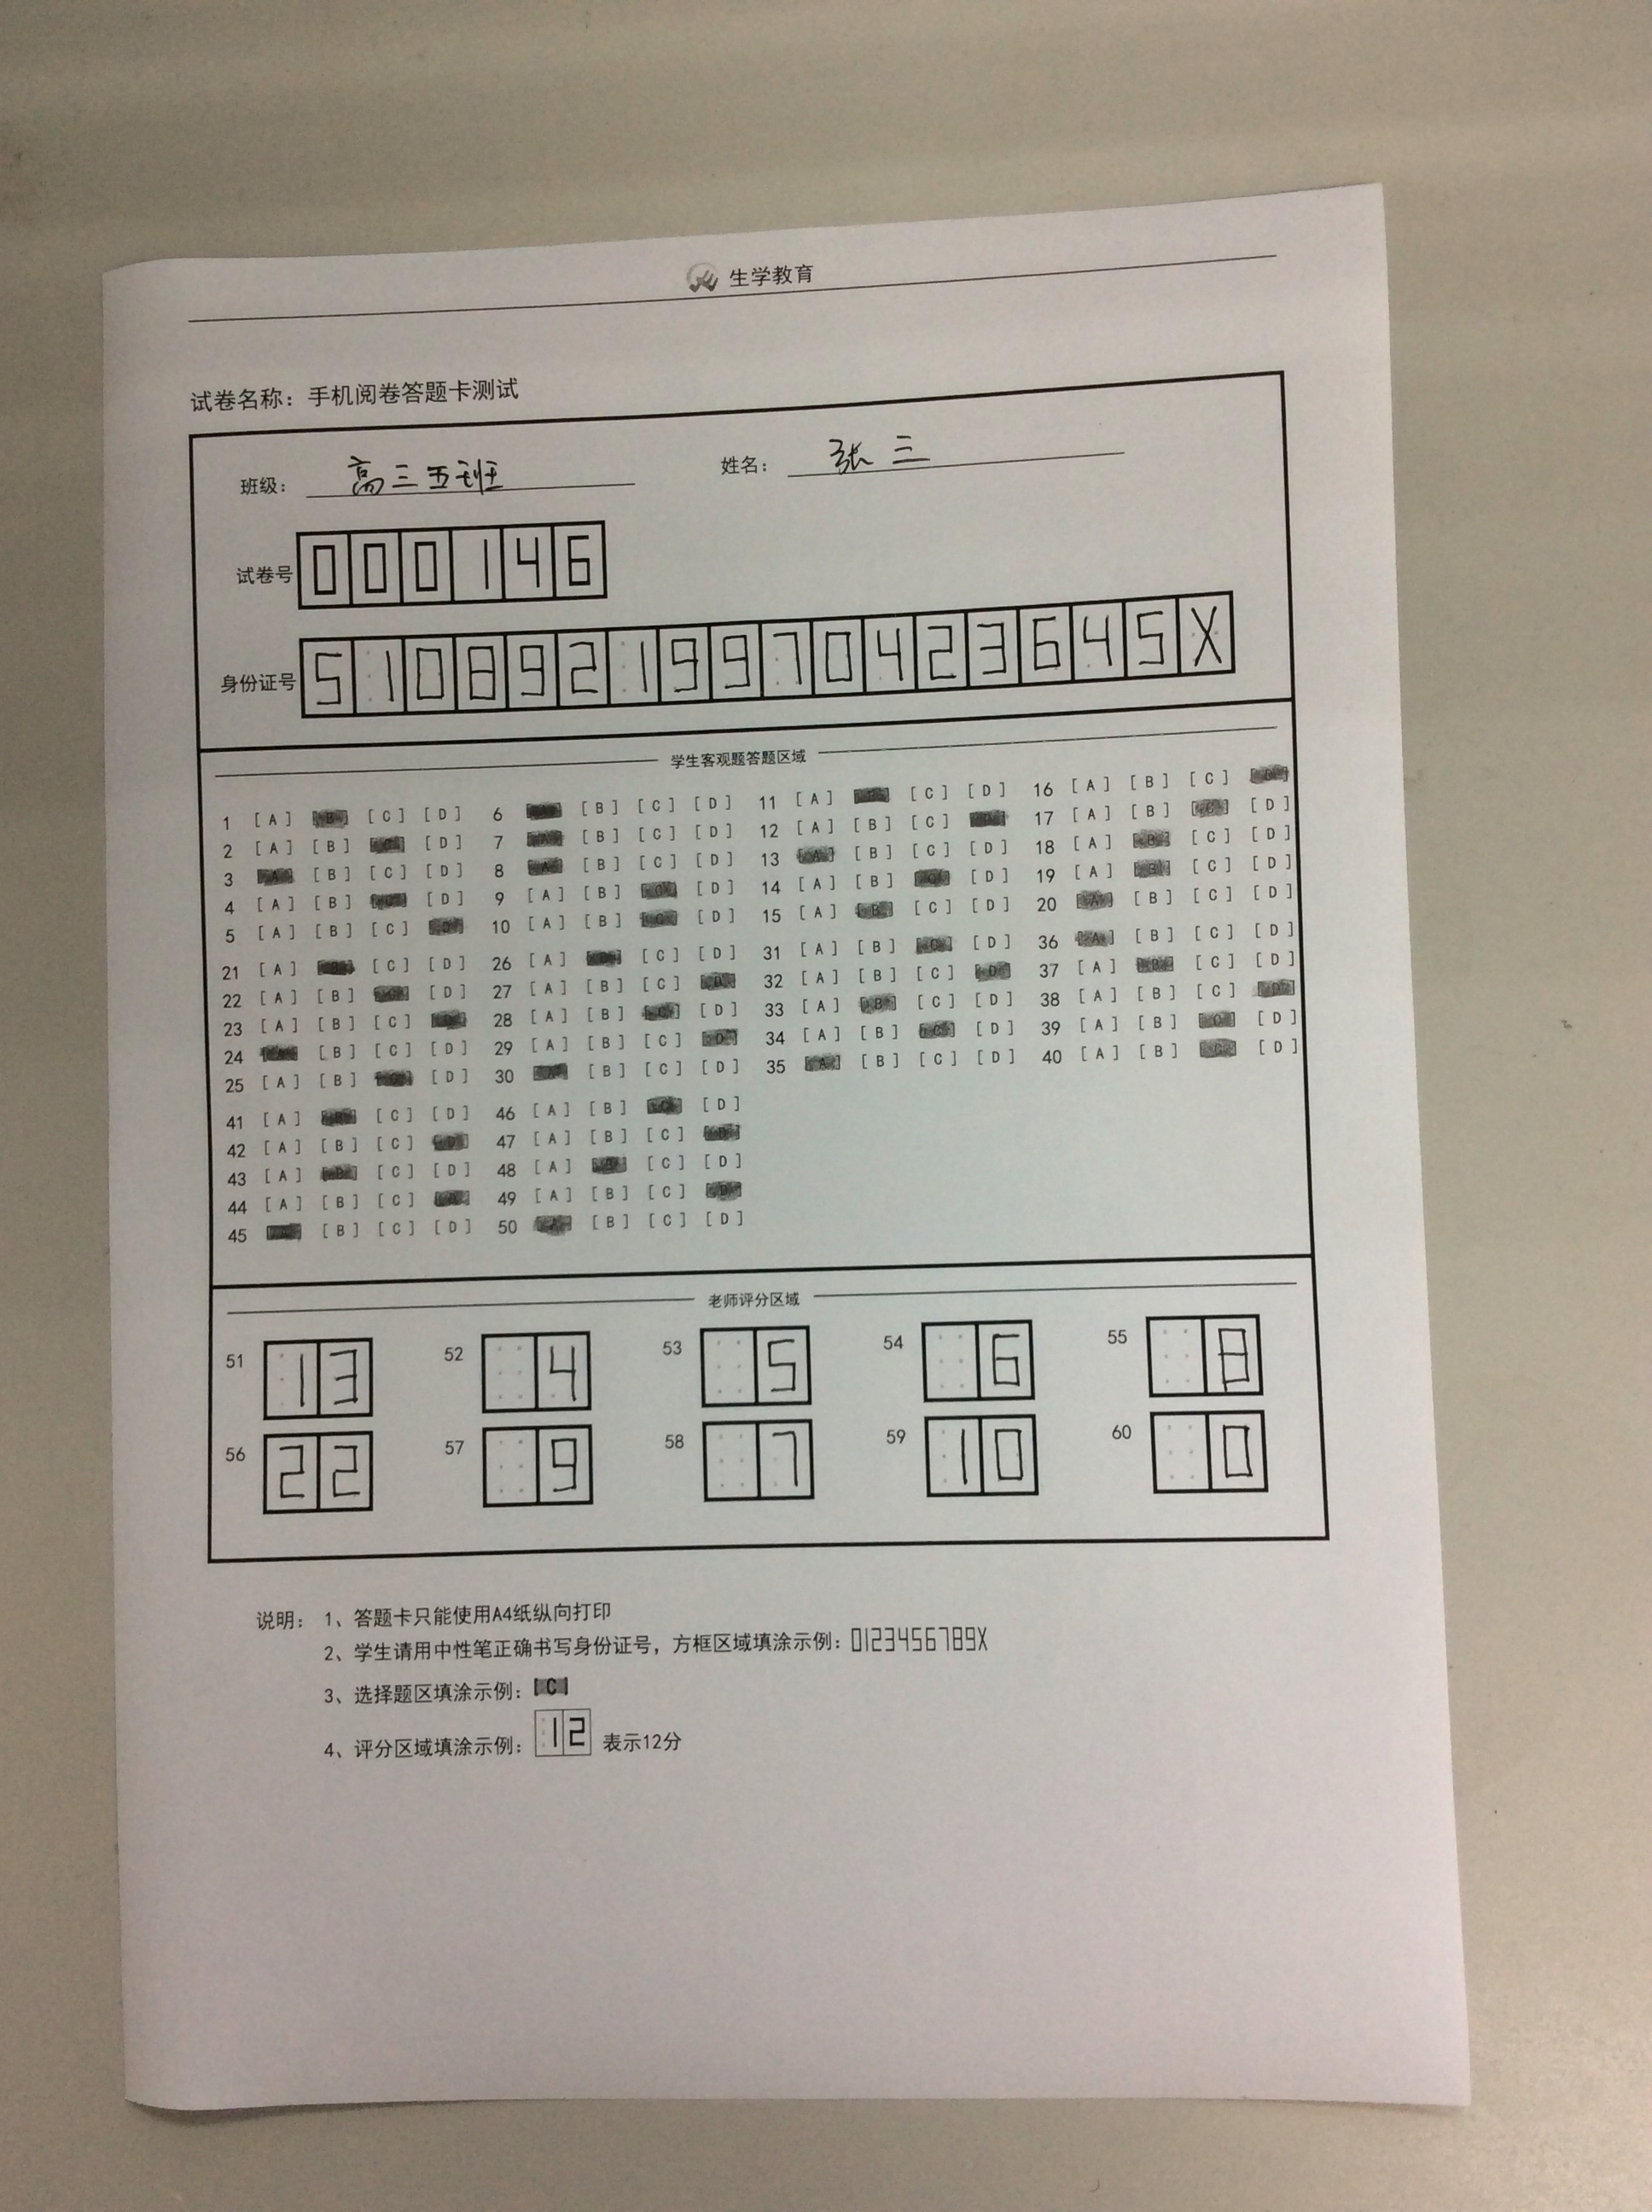 生学教育
试卷名称：手机阅卷答题卡测试
班级： 高三五班 姓名： 张三
试卷号 000146
身份证号 51089219970423645X
学生客观题答题区域
1 [A] [B] [C] [D] 6 [A] [B] [C] [D] 11 [A] [B] [C] [D] 16 [A] [B] [C] [D]
2 [A] [B] [C] [D] 7 [A] [B] [C] [D] 12 [A] [B] [C] [D] 17 [A] [B] [C] [D]
3 [A] [B] [C] [D] 8 [A] [B] [C] [D] 13 [A] [B] [C] [D] 18 [A] [B] [C] [D]
4 [A] [B] [C] [D] 9 [A] [B] [C] [D] 14 [A] [B] [C] [D] 19 [A] [B] [C] [D]
5 [A] [B] [C] [D] 10 [A] [B] [C] [D] 15 [A] [B] [C] [D] 20 [A] [B] [C] [D]
21 [A] [B] [C] [D] 26 [A] [B] [C] [D] 31 [A] [B] [C] [D] 36 [A] [B] [C] [D]
22 [A] [B] [C] [D] 27 [A] [B] [C] [D] 32 [A] [B] [C] [D] 37 [A] [B] [C] [D]
23 [A] [B] [C] [D] 28 [A] [B] [C] [D] 33 [A] [B] [C] [D] 38 [A] [B] [C] [D]
24 [A] [B] [C] [D] 29 [A] [B] [C] [D] 34 [A] [B] [C] [D] 39 [A] [B] [C] [D]
25 [A] [B] [C] [D] 30 [A] [B] [C] [D] 35 [A] [B] [C] [D] 40 [A] [B] [C] [D]
41 [A] [B] [C] [D] 46 [A] [B] [C] [D]
42 [A] [B] [C] [D] 47 [A] [B] [C] [D]
43 [A] [B] [C] [D] 48 [A] [B] [C] [D]
44 [A] [B] [C] [D] 49 [A] [B] [C] [D]
45 [A] [B] [C] [D] 50 [A] [B] [C] [D]
老师评分区域
51 13 52 4 53 5 54 6 55 8
56 22 57 9 58 7 59 10 60 0
说明： 1、答题卡只能使用A4纸纵向打印
2、学生请用中性笔正确书写身份证号，方框区域填涂示例：0123456789X
3、选择题区填涂示例：[C]
4、评分区域填涂示例： 12 表示12分